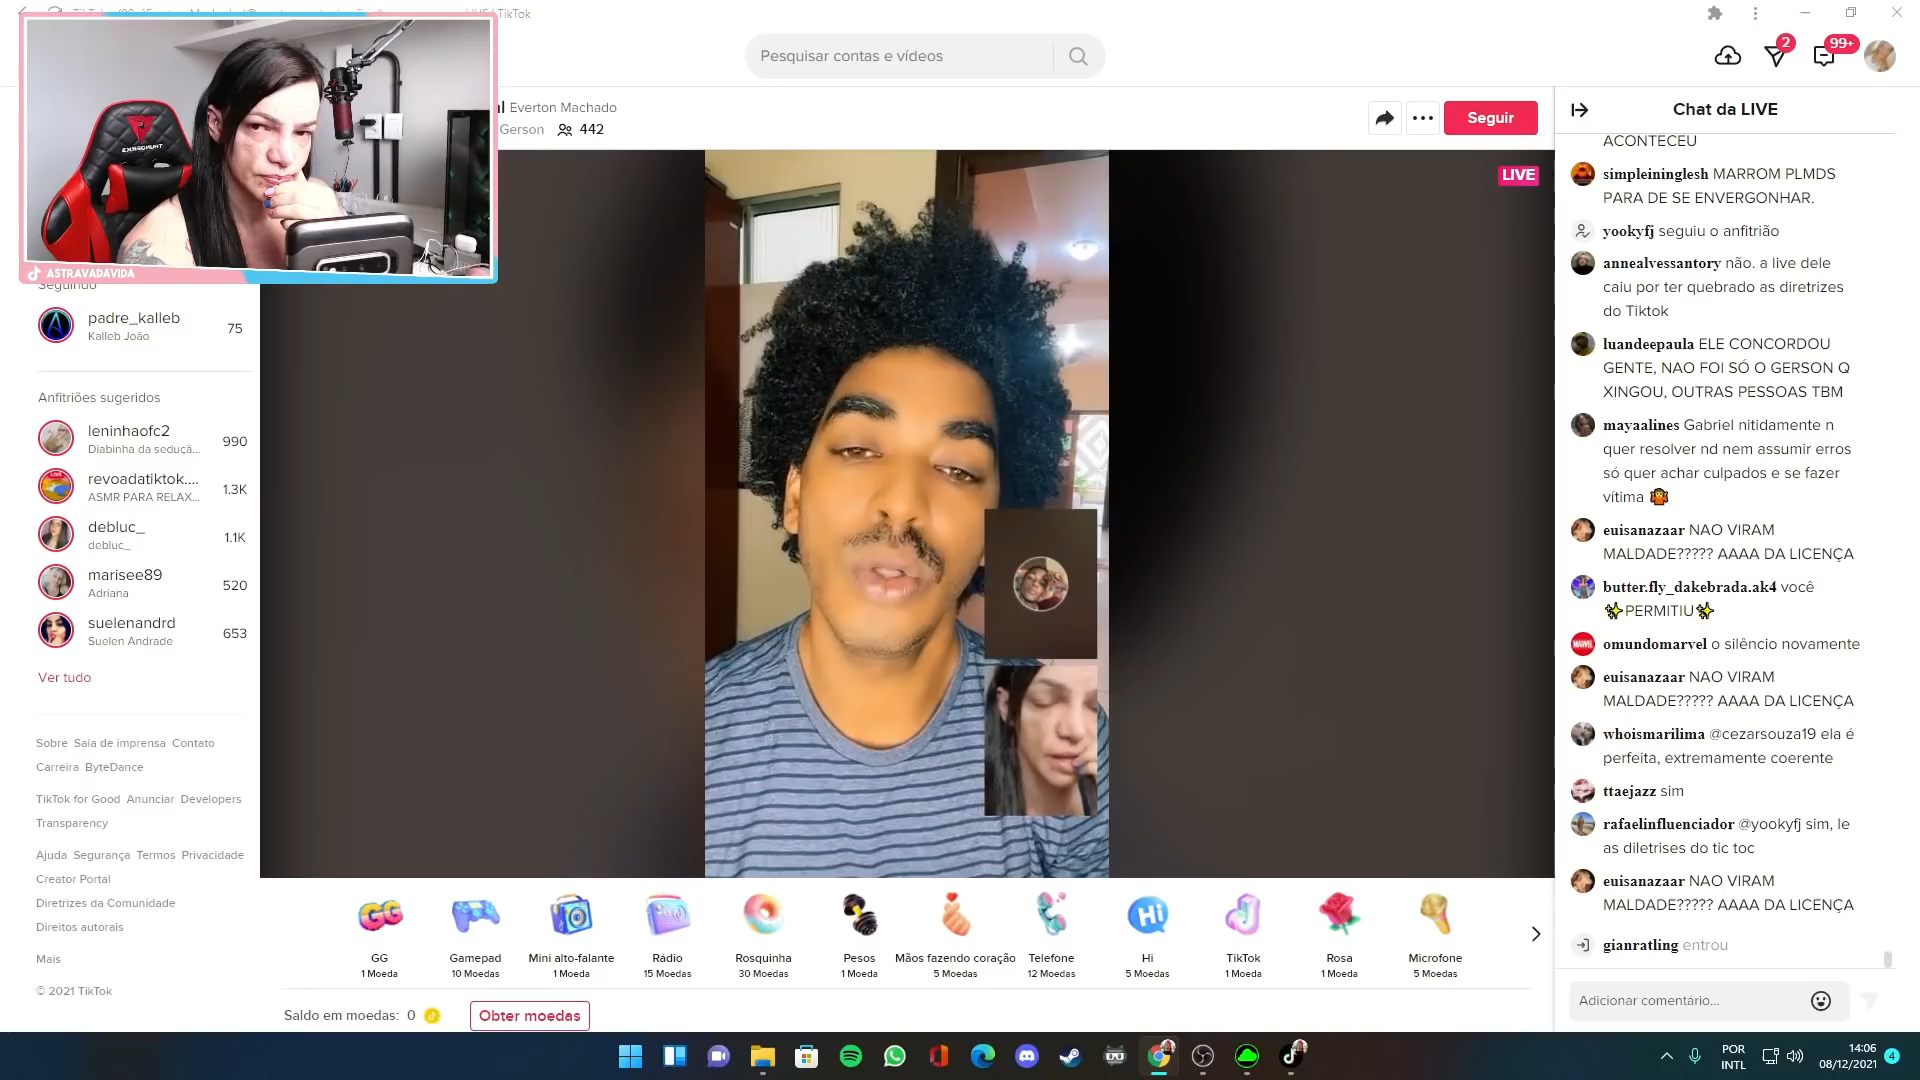 LIVE | TikTok
Pesquisar contas e vídeos
2
99+
ASTRAVADAVIDA
Everton Machado
Gerson 442
Seguir
LIVE
Seguindo
padre_kalleb
Kalleb João
75
Anfitriões sugeridos
leninhaofc2
Diabinha da seduçã...
990
revoadatiktok....
ASMR PARA RELAX...
1.3K
debluc_
debluc_
1.1K
marisee89
Adriana
520
suelenandrd
Suelen Andrade
653
Ver tudo
Sobre Sala de imprensa Contato
Carreira ByteDance
TikTok for Good Anunciar Developers
Transparency
Ajuda Segurança Termos Privacidade
Creator Portal
Diretrizes da Comunidade
Direitos autorais
Mais
© 2021 TikTok
GG
1 Moeda
Gamepad
10 Moedas
Mini alto-falante
1 Moeda
Rádio
15 Moedas
Rosquinha
30 Moedas
Pesos
1 Moeda
Mãos fazendo coração
5 Moedas
Telefone
12 Moedas
Hi
Hi
5 Moedas
TikTok
1 Moeda
Rosa
1 Moeda
Microfone
5 Moedas
Saldo em moedas: 0
Obter moedas
Chat da LIVE
ACONTECEU
simpleininglesh MARROM PLMDS
PARA DE SE ENVERGONHAR.
yookyfj seguiu o anfitrião
annealvessantory não. a live dele
caiu por ter quebrado as diretrizes
do Tiktok
luandeepaula ELE CONCORDOU
GENTE, NAO FOI SÓ O GERSON Q
XINGOU, OUTRAS PESSOAS TBM
mayaalines Gabriel nitidamente n
quer resolver nd nem assumir erros
só quer achar culpados e se fazer
vítima 🤷
euisanazaar NAO VIRAM
MALDADE????? AAAA DA LICENÇA
butter.fly_dakebrada.ak4 você
✨PERMITIU✨
omundomarvel o silêncio novamente
euisanazaar NAO VIRAM
MALDADE????? AAAA DA LICENÇA
whoismarilima @cezarsouza19 ela é
perfeita, extremamente coerente
ttaejazz sim
rafaelinfluenciador @yookyfj sim, le
as diletrises do tic toc
euisanazaar NAO VIRAM
MALDADE????? AAAA DA LICENÇA
gianratling entrou
Adicionar comentário...
POR
INTL
14:06
08/12/2021
4